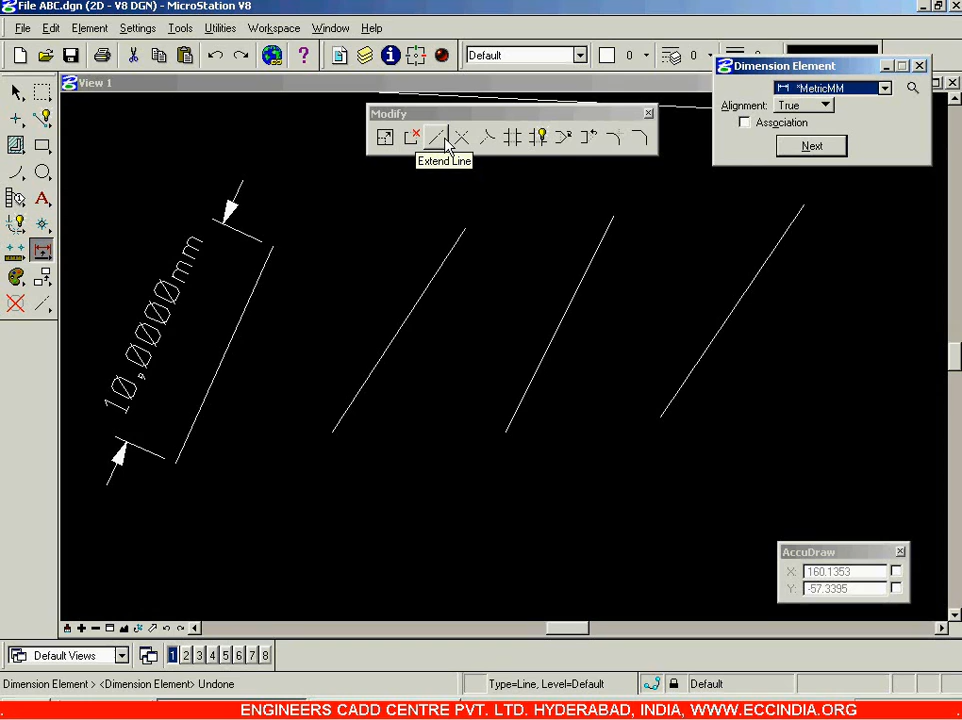 File ABC.dgn (2D - V8 DGN) - MicroStation V8
File Edit Element Settings Tools Utilities Workspace Window Help
Default 0 0
View 1
Dimension Element
*MetricMM
Alignment: True
Association
Next
Modify
Extend Line
10,0000mm
AccuDraw
X: 160.1353
Y: -57.3395
Default Views 1 2 3 4 5 6 7 8
Dimension Element > <Dimension Element> Undone Type=Line, Level=Default Default
ENGINEERS CADD CENTRE PVT. LTD. HYDERABAD, INDIA, WWW.ECCINDIA.ORG